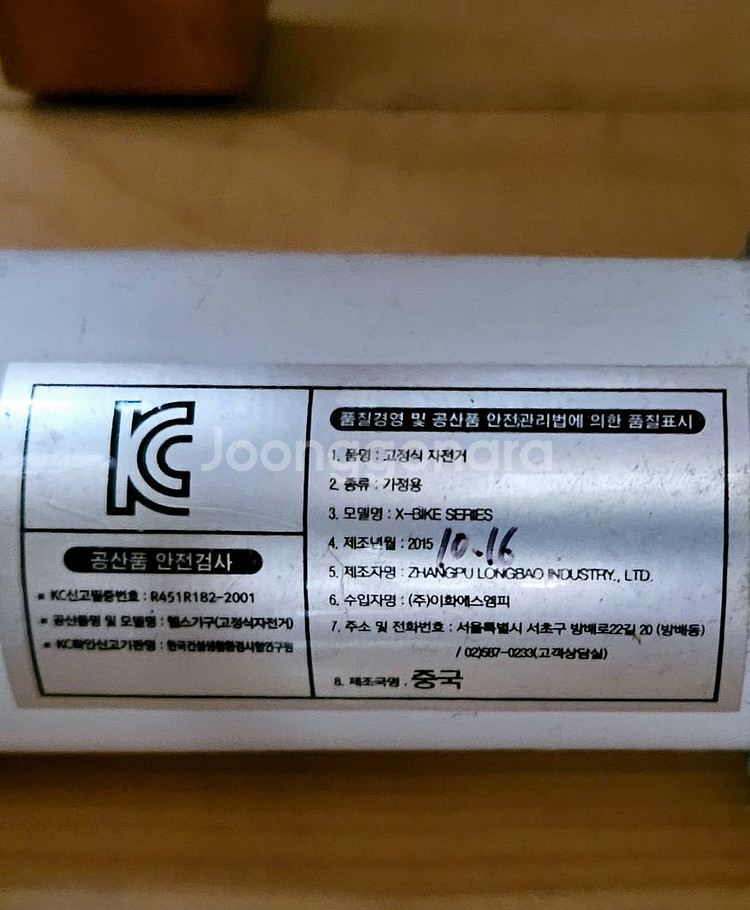 KC
공산품 안전검사
▪ KC신고필증번호 : R451R182-2001
▪ 공산품명 및 모델명 : 헬스기구(고정식자전거)
▪ KC확인신고기관명 : 한국건설생활환경시험연구원
품질경영 및 공산품 안전관리법에 의한 품질표시
1. 품명 : 고정식 자전거
2. 종류 : 가정용
3. 모델명 : X-BIKE SERIES
4. 제조년월 : 2015 10.16
5. 제조자명 : ZHANGPU LONGBAO INDUSTRY., LTD.
6. 수입자명 : (주)이화에스엠피
7. 주소 및 전화번호 : 서울특별시 서초구 방배로22길 20 (방배동)
/ 02)587-0233(고객상담실)
8. 제조국명 . 중국
Joonggonara